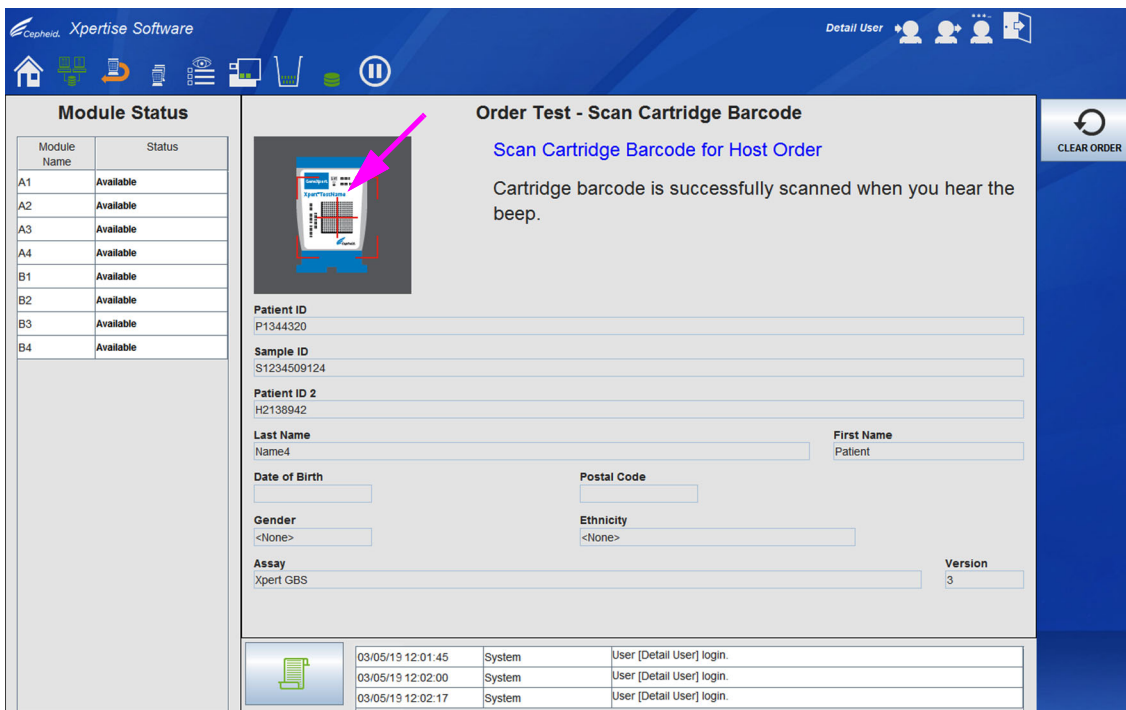 Cepheid. Xpertise Software
Detail User
Module Status
Module Name Status
A1 Available
A2 Available
A3 Available
A4 Available
B1 Available
B2 Available
B3 Available
B4 Available
Order Test - Scan Cartridge Barcode
Scan Cartridge Barcode for Host Order
Cartridge barcode is successfully scanned when you hear the
beep.
Xpert TestName
Cepheid
Patient ID
P1344320
Sample ID
S1234509124
Patient ID 2
H2138942
Last Name First Name
Name4 Patient
Date of Birth Postal Code
Gender Ethnicity
<None> <None>
Assay Version
Xpert GBS 3
03/05/19 12:01:45 System User [Detail User] login.
03/05/19 12:02:00 System User [Detail User] login.
03/05/19 12:02:17 System User [Detail User] login.
CLEAR ORDER